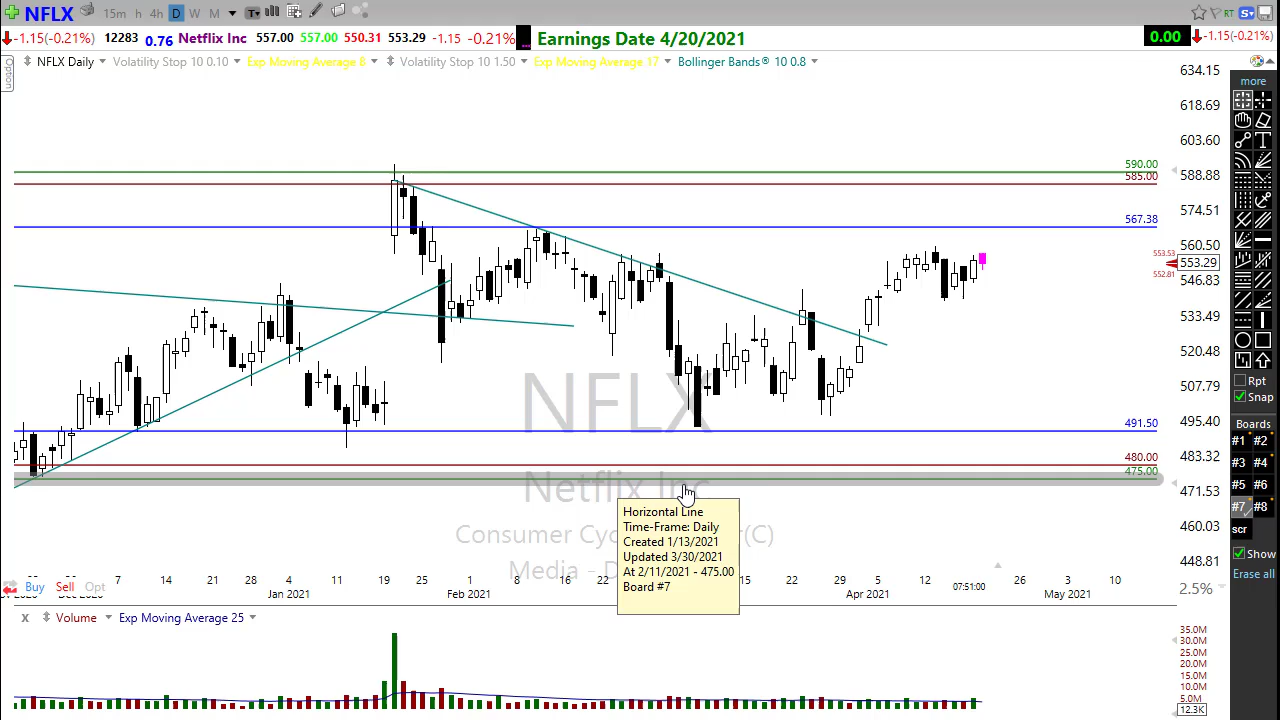 NFLX 15m h 4h D W M T RT S
-1.15(-0.21%) 12283 0.76 Netflix Inc 557.00 557.00 550.31 553.29 -1.15 -0.21% Earnings Date 4/20/2021 0.00 -1.15(-0.21%)
Option
NFLX Daily Volatility Stop 10 0.10 Exp Moving Average 8 Volatility Stop 10 1.50 Exp Moving Average 17 Bollinger Bands® 10 0.8
634.15
618.69
603.60
590.00
588.88
585.00
574.51
567.38
560.50
553.53
553.29
552.81
546.83
533.49
520.48
507.79
495.40
491.50
483.32
480.00
475.00
471.53
460.03
448.81
NFLX
Netflix Inc
Consumer Cyc
r(C)
Media - D
Horizontal Line
Time-Frame: Daily
Created 1/13/2021
Updated 3/30/2021
At 2/11/2021 - 475.00
Board #7
7 14 21 28 4 11 19 25 8 16 22 8 15 22 29 5 12 26 3 10
Jan 2021 Feb 2021 Apr 2021 07:51:00 May 2021
Buy Sell Opt
2.5%
x Volume Exp Moving Average 25
35.0M
30.0M
25.0M
20.0M
15.0M
10.0M
5.0M
12.3K
more
T
Rpt
Snap
Boards
#1 #2
#3 #4
#5 #6
#7 #8
scr
Show
Erase all